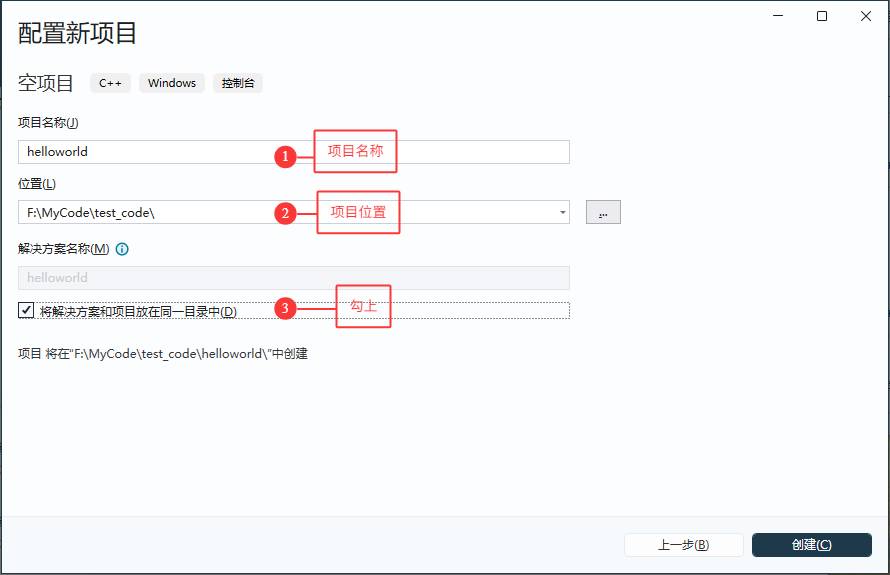 配置新项目
空项目 C++ Windows 控制台
项目名称(J)
helloworld
1 项目名称
位置(L)
F:\MyCode\test_code\
2 项目位置
...
解决方案名称(M)
helloworld
将解决方案和项目放在同一目录中(D)
3 勾上
项目 将在"F:\MyCode\test_code\helloworld\"中创建
上一步(B) 创建(C)